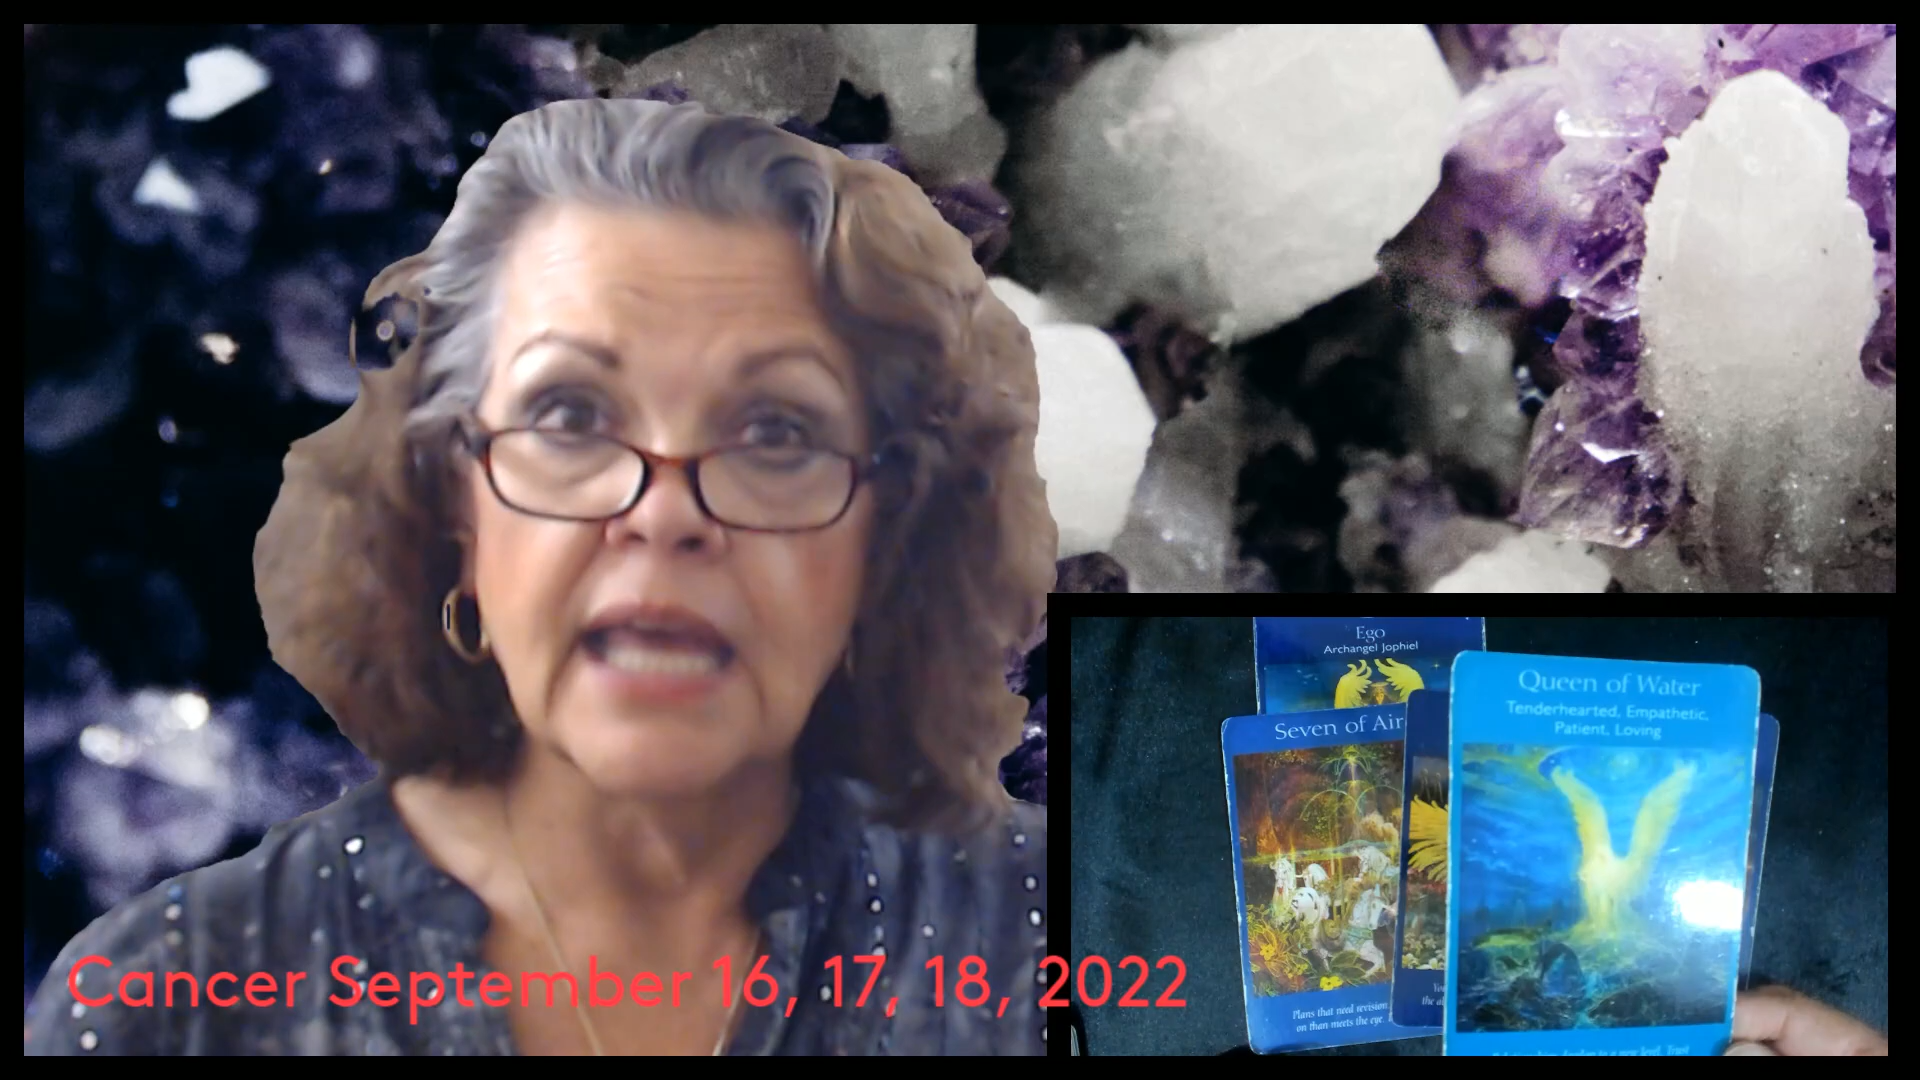 Ego
Archangel Jophiel
Queen of Water
Tenderhearted, Empathetic,
Patient, Loving
Seven of Air
Plans that need revision.
on than meets the eye.
the
Cancer September 16, 17, 18, 2022